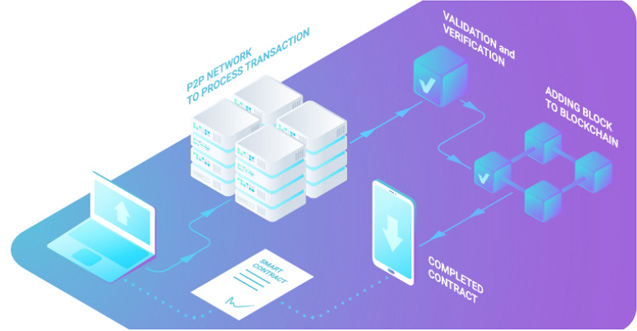 VALIDATION and
VERIFICATION
P2P NETWORK
TO PROCESS TRANSACTION
ADDING BLOCK
TO BLOCKCHAIN
SMART
CONTRACT
COMPLETED
CONTRACT